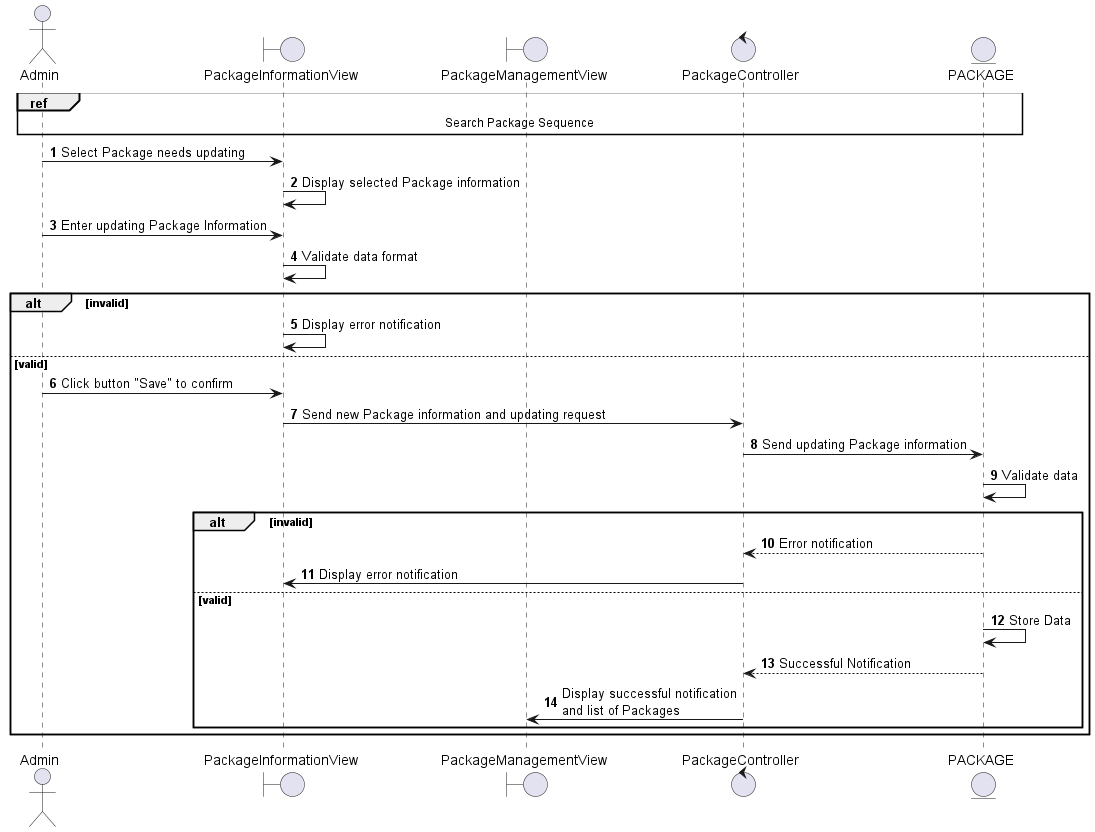 Admin
PackageInformationView
PackageManagementView
PackageController
PACKAGE
ref
Search Package Sequence
1 Select Package needs updating
2 Display selected Package information
3 Enter updating Package Information
4 Validate data format
alt [invalid]
5 Display error notification
[valid]
6 Click button "Save" to confirm
7 Send new Package information and updating request
8 Send updating Package information
9 Validate data
alt [invalid]
10 Error notification
11 Display error notification
[valid]
12 Store Data
13 Successful Notification
14 Display successful notification
and list of Packages
Admin
PackageInformationView
PackageManagementView
PackageController
PACKAGE